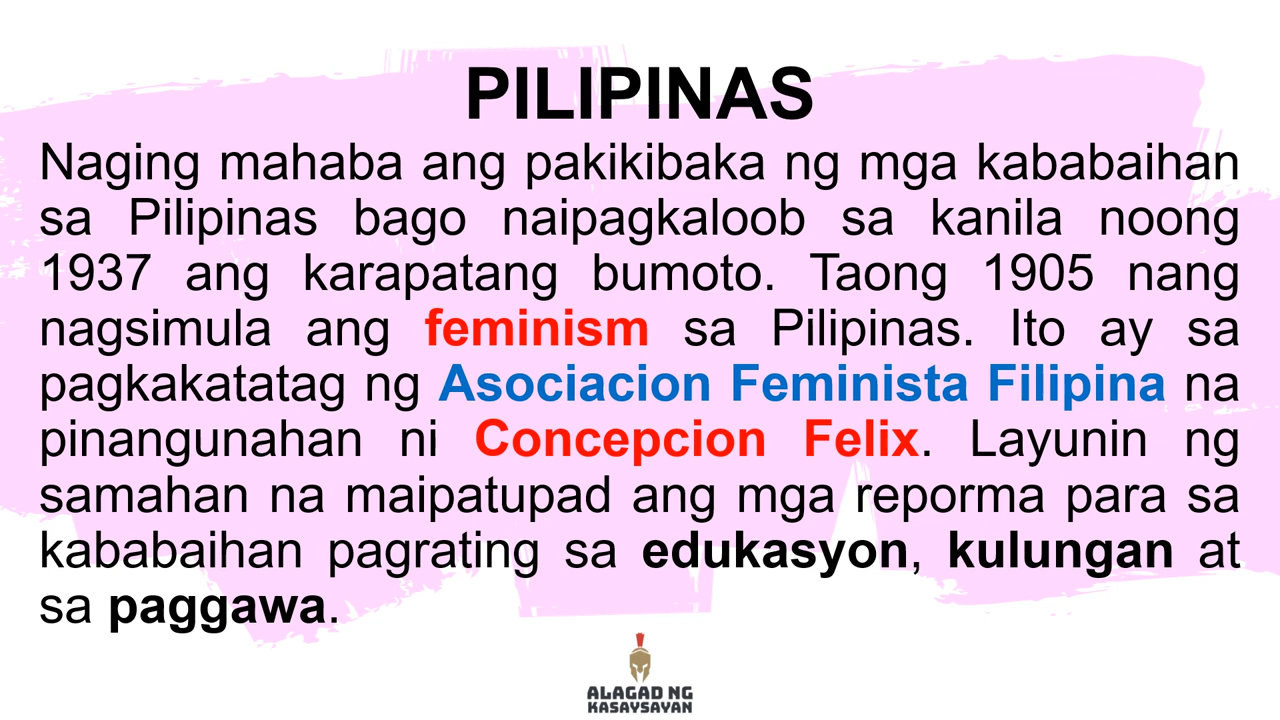 PILIPINAS
Naging mahaba ang pakikibaka ng mga kababaihan
sa Pilipinas bago naipagkaloob sa kanila noong
1937 ang karapatang bumoto. Taong 1905 nang
nagsimula ang feminism sa Pilipinas. Ito ay sa
pagkakatatag ng Asociacion Feminista Filipina na
pinangunahan ni Concepcion Felix. Layunin ng
samahan na maipatupad ang mga reporma para sa
kababaihan pagrating sa edukasyon, kulungan at
sa paggawa.
ALAGAD NG
KASAYSAYAN